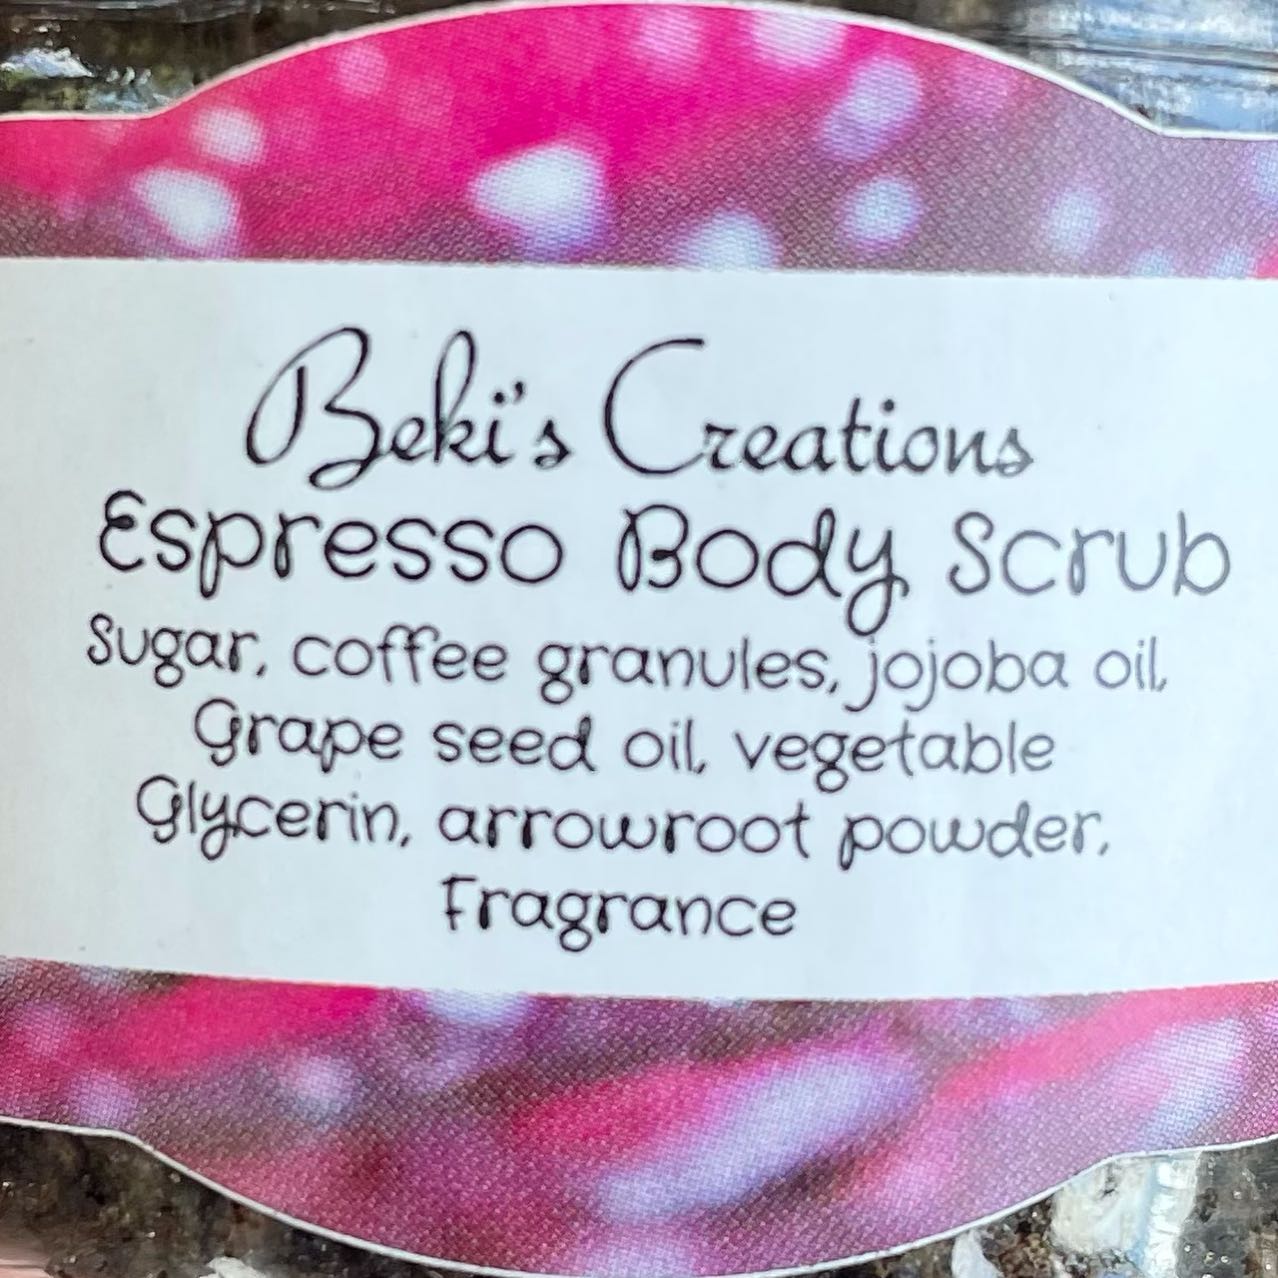 Beki's Creations
Espresso Body Scrub
Sugar, coffee granules, jojoba oil,
Grape seed oil, vegetable
Glycerin, arrowroot powder,
Fragrance